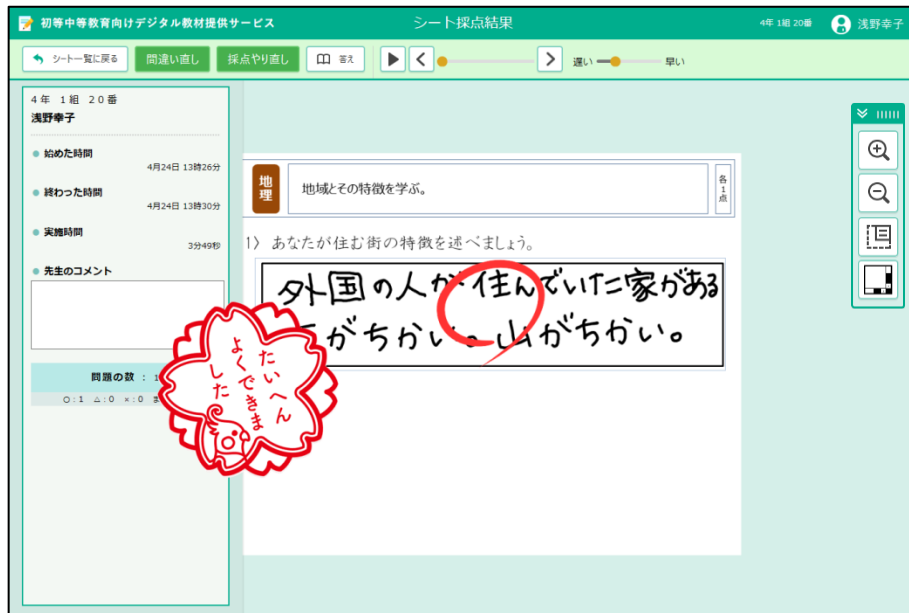 初等中等教育向けデジタル教材提供サービス
シート採点結果
4年 1組 20番
浅野幸子
シート一覧に戻る
間違い直し
採点やり直し
答え
遅い
早い
4年 1組 20番
浅野幸子
始めた時間
4月24日 13時26分
終わった時間
4月24日 13時30分
実施時間
3分49秒
先生のコメント
問題の数 : 1
○:1 △:0 ×:0
たいへん
よくできま
した
地理
地域とその特徴を学ぶ。
各1点
1〉 あなたが住む街の特徴を述べましょう。
外国の人が住んでいた家がある
がちかい。山がちかい。